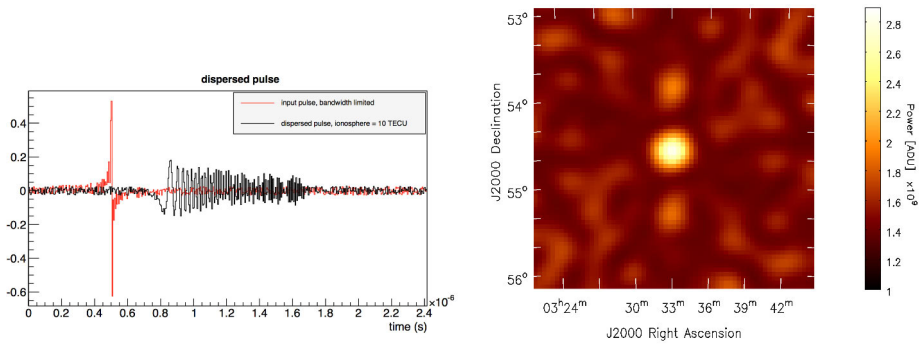 dispersed pulse
input pulse, bandwidth limited
dispersed pulse, ionosphere = 10 TECU
0.4
0.2
0
-0.2
-0.4
-0.6
0 0.2 0.4 0.6 0.8 1 1.2 1.4 1.6 1.8 2 2.2 2.4
×10⁻⁶
time (s)
53°
54°
55°
56°
J2000 Declination
03ʰ24ᵐ 30ᵐ 33ᵐ 36ᵐ 39ᵐ 42ᵐ
J2000 Right Ascension
2.8
2.6
2.4
2.2
2
1.8
1.6
1.4
1.2
1
Power [ADU] ×10⁹